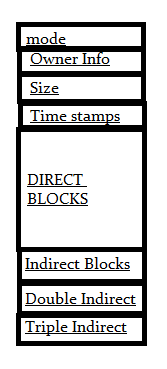 mode
Owner Info
Size
Time stamps
DIRECT
BLOCKS
Indirect Blocks
Double Indirect
Triple Indirect